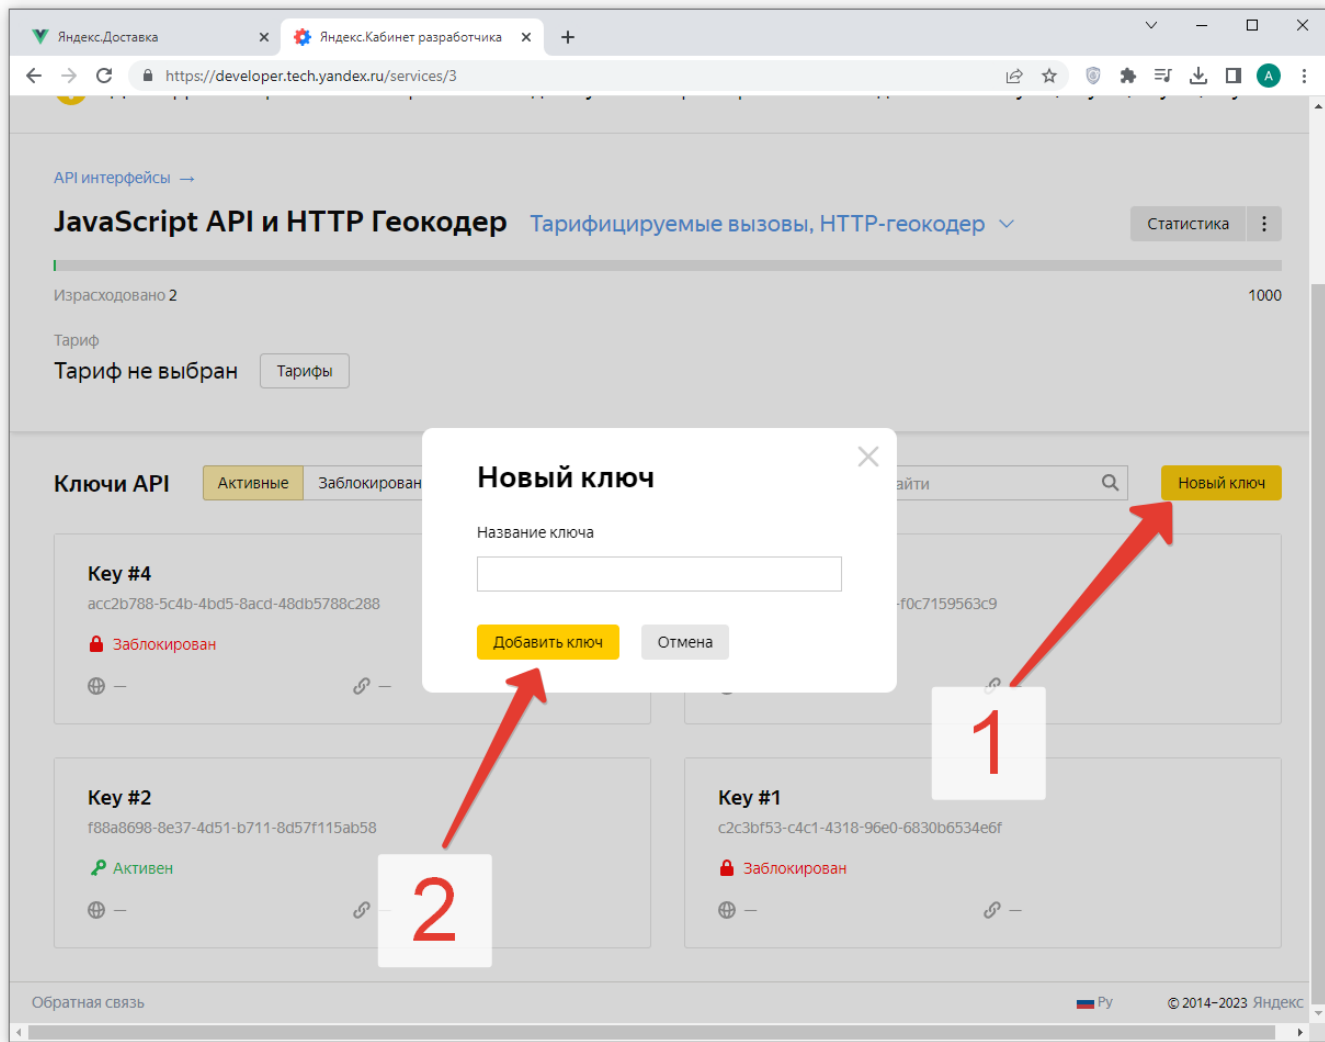 Яндекс.Доставка
Яндекс.Кабинет разработчика
https://developer.tech.yandex.ru/services/3
A
API интерфейсы →
JavaScript API и HTTP Геокодер
Тарифицируемые вызовы, HTTP-геокодер
Статистика
Израсходовано 2
1000
Тариф
Тариф не выбран
Тарифы
Ключи API
Активные
Заблокирован
айти
Новый ключ
Новый ключ
Название ключа
Добавить ключ
Отмена
Key #4
acc2b788-5c4b-4bd5-8acd-48db5788c288
-f0c7159563c9
Заблокирован
—
—
1
Key #2
f88a8698-8e37-4d51-b711-8d57f115ab58
Активен
—
2
Key #1
c2c3bf53-c4c1-4318-96e0-6830b6534e6f
Заблокирован
—
—
Обратная связь
Ру
© 2014–2023 Яндекс